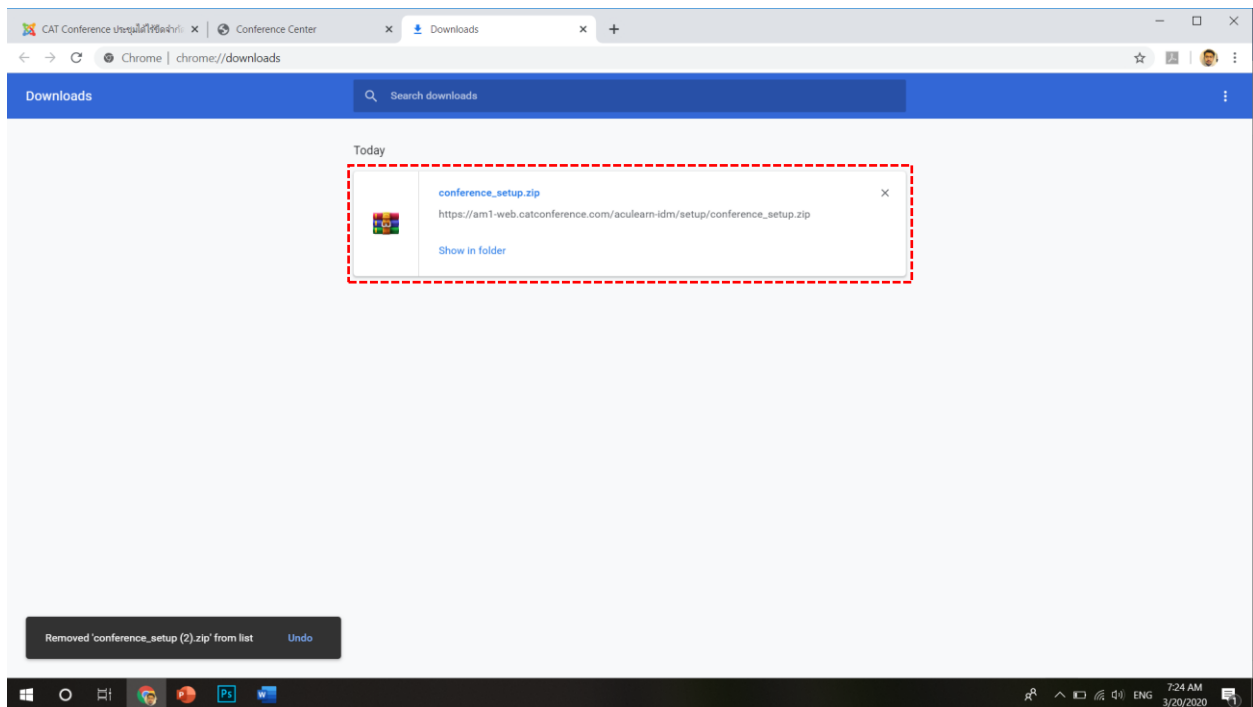 CAT Conference ประชุมได้ไร้ขีดจำกั
Conference Center
Downloads
Chrome | chrome://downloads
Downloads
Search downloads
Today
conference_setup.zip
https://am1-web.catconference.com/aculearn-idm/setup/conference_setup.zip
Show in folder
Removed 'conference_setup (2).zip' from list
Undo
Ps
ENG
7:24 AM
3/20/2020